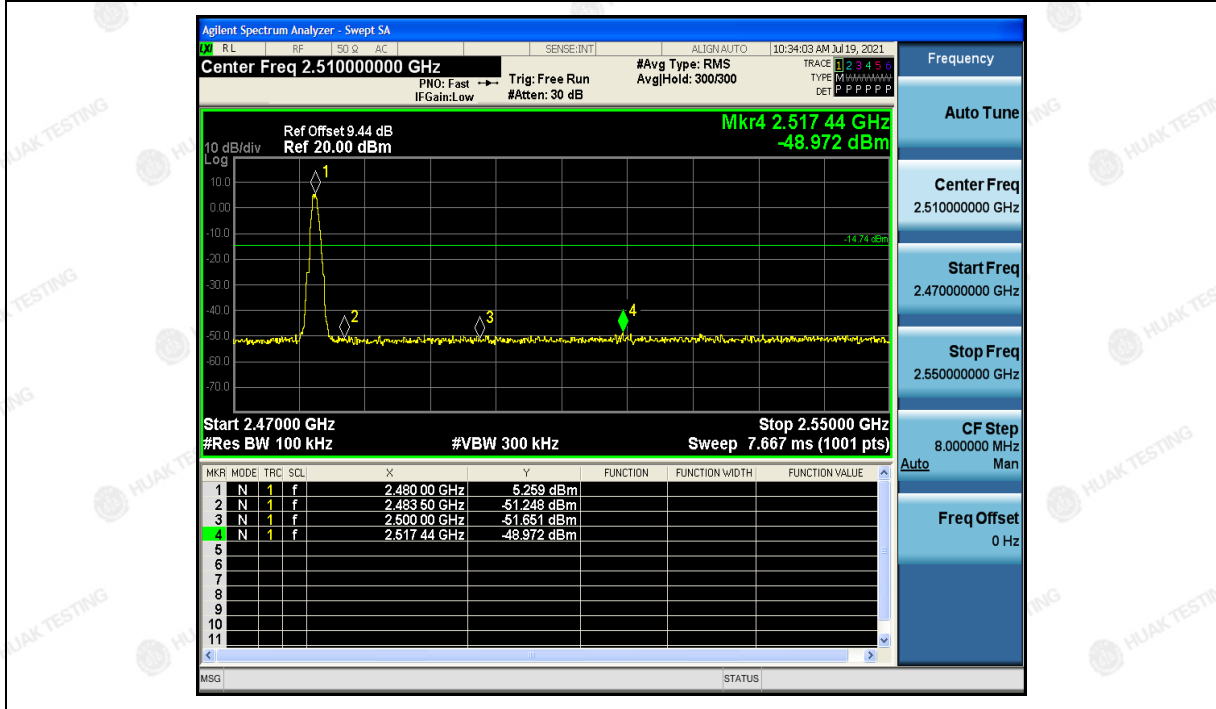 Agilent Spectrum Analyzer - Swept SA
LXI RL RF 50 Ω AC SENSE:INT ALIGN AUTO 10:34:03 AM Jul 19, 2021
Center Freq 2.510000000 GHz
PNO: Fast
IFGain:Low
Trig: Free Run
#Atten: 30 dB
#Avg Type: RMS
Avg|Hold: 300/300
TRACE 1 2 3 4 5 6
TYPE M
DET P P P P P P
Mkr4 2.517 44 GHz
-48.972 dBm
Ref Offset 9.44 dB
10 dB/div Ref 20.00 dBm
Log
10.0
0.00
-10.0
-20.0
-30.0
-40.0
-50.0
-60.0
-70.0
1
2
3
4
-14.74 dBm
Start 2.47000 GHz Stop 2.55000 GHz
#Res BW 100 kHz #VBW 300 kHz Sweep 7.667 ms (1001 pts)
MKR MODE TRC SCL X Y FUNCTION FUNCTION WIDTH FUNCTION VALUE
1 N 1 f 2.480 00 GHz 5.259 dBm
2 N 1 f 2.483 50 GHz -51.248 dBm
3 N 1 f 2.500 00 GHz -51.651 dBm
4 N 1 f 2.517 44 GHz -48.972 dBm
5
6
7
8
9
10
11
MSG STATUS
Frequency
Auto Tune
Center Freq
2.510000000 GHz
Start Freq
2.470000000 GHz
Stop Freq
2.550000000 GHz
CF Step
8.000000 MHz
Auto Man
Freq Offset
0 Hz
HUAK TESTING